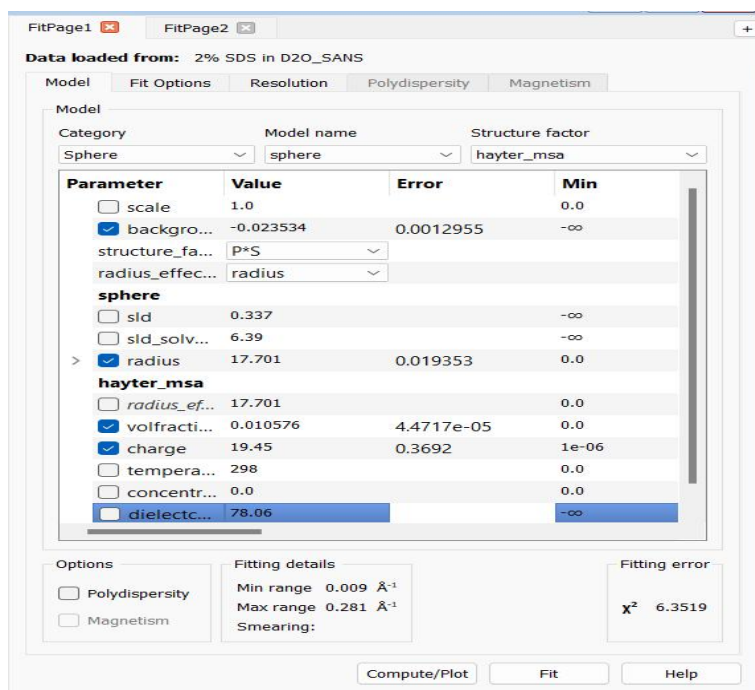 FitPage1 FitPage2 +
Data loaded from: 2% SDS in D2O_SANS
Model Fit Options Resolution Polydispersity Magnetism
Model
Category Model name Structure factor
Sphere sphere hayter_msa
Parameter Value Error Min
scale 1.0 0.0
backgro... -0.023534 0.0012955 -∞
structure_fa... P*S
radius_effec... radius
sphere
sld 0.337 -∞
sld_solv... 6.39 -∞
> radius 17.701 0.019353 0.0
hayter_msa
radius_ef... 17.701 0.0
volfracti... 0.010576 4.4717e-05 0.0
charge 19.45 0.3692 1e-06
tempera... 298 0.0
concentr... 0.0 0.0
dielectc... 78.06 -∞
Options Fitting details Fitting error
Polydispersity Min range 0.009 Å⁻¹
Magnetism Max range 0.281 Å⁻¹ χ² 6.3519
Smearing:
Compute/Plot Fit Help